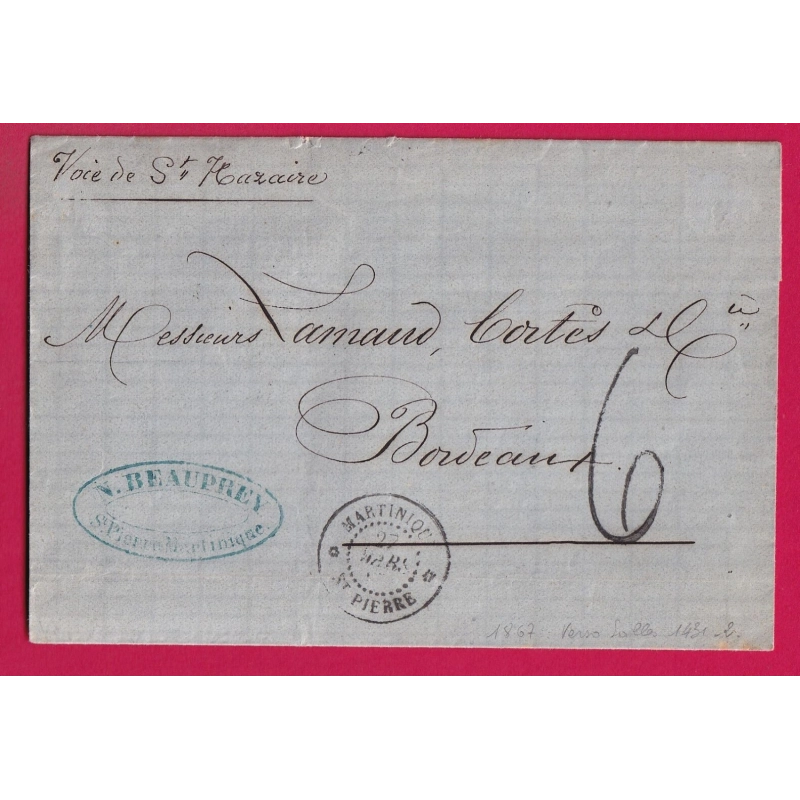 Voie de St. Nazaire
Messieurs Lamaud, Cortès & Cie
Bordeaux
6
N. BEAUPREY
St Pierre Martinique.
MARTINIQUE
27
MARS
ST PIERRE
1867 : Verso Salles 1431-2.